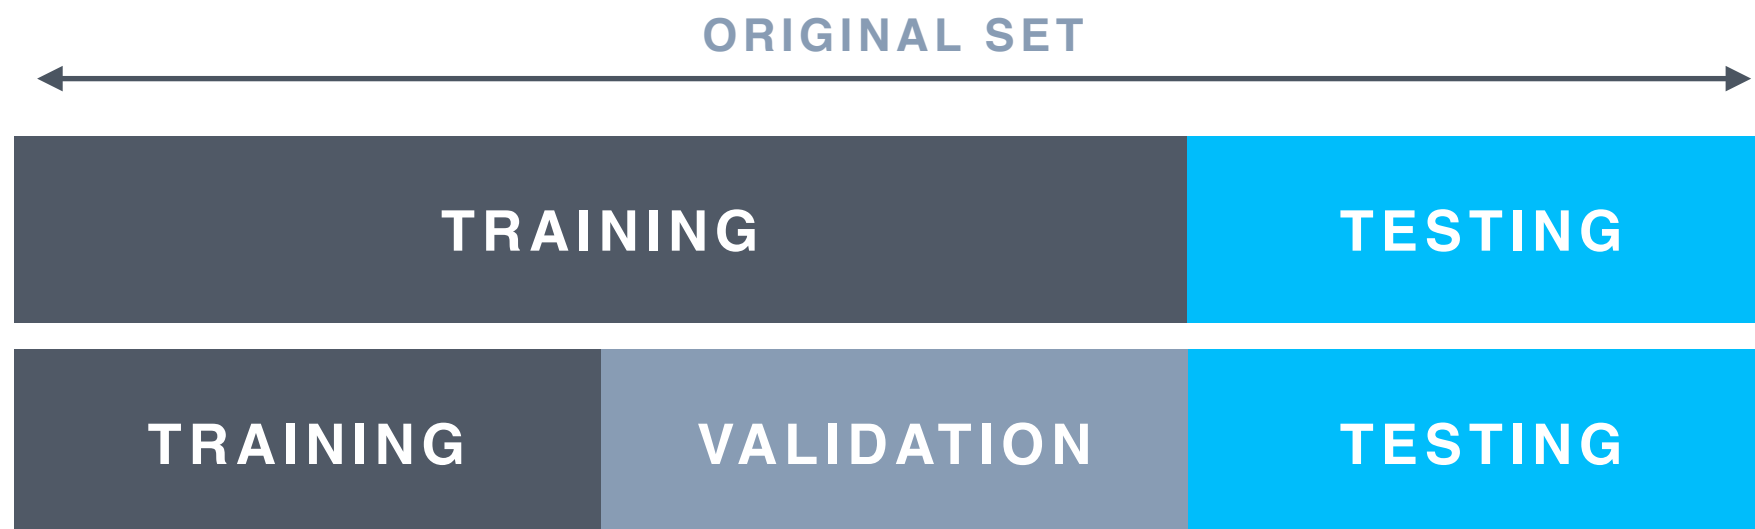 ORIGINAL SET
TRAINING TESTING
TRAINING VALIDATION TESTING